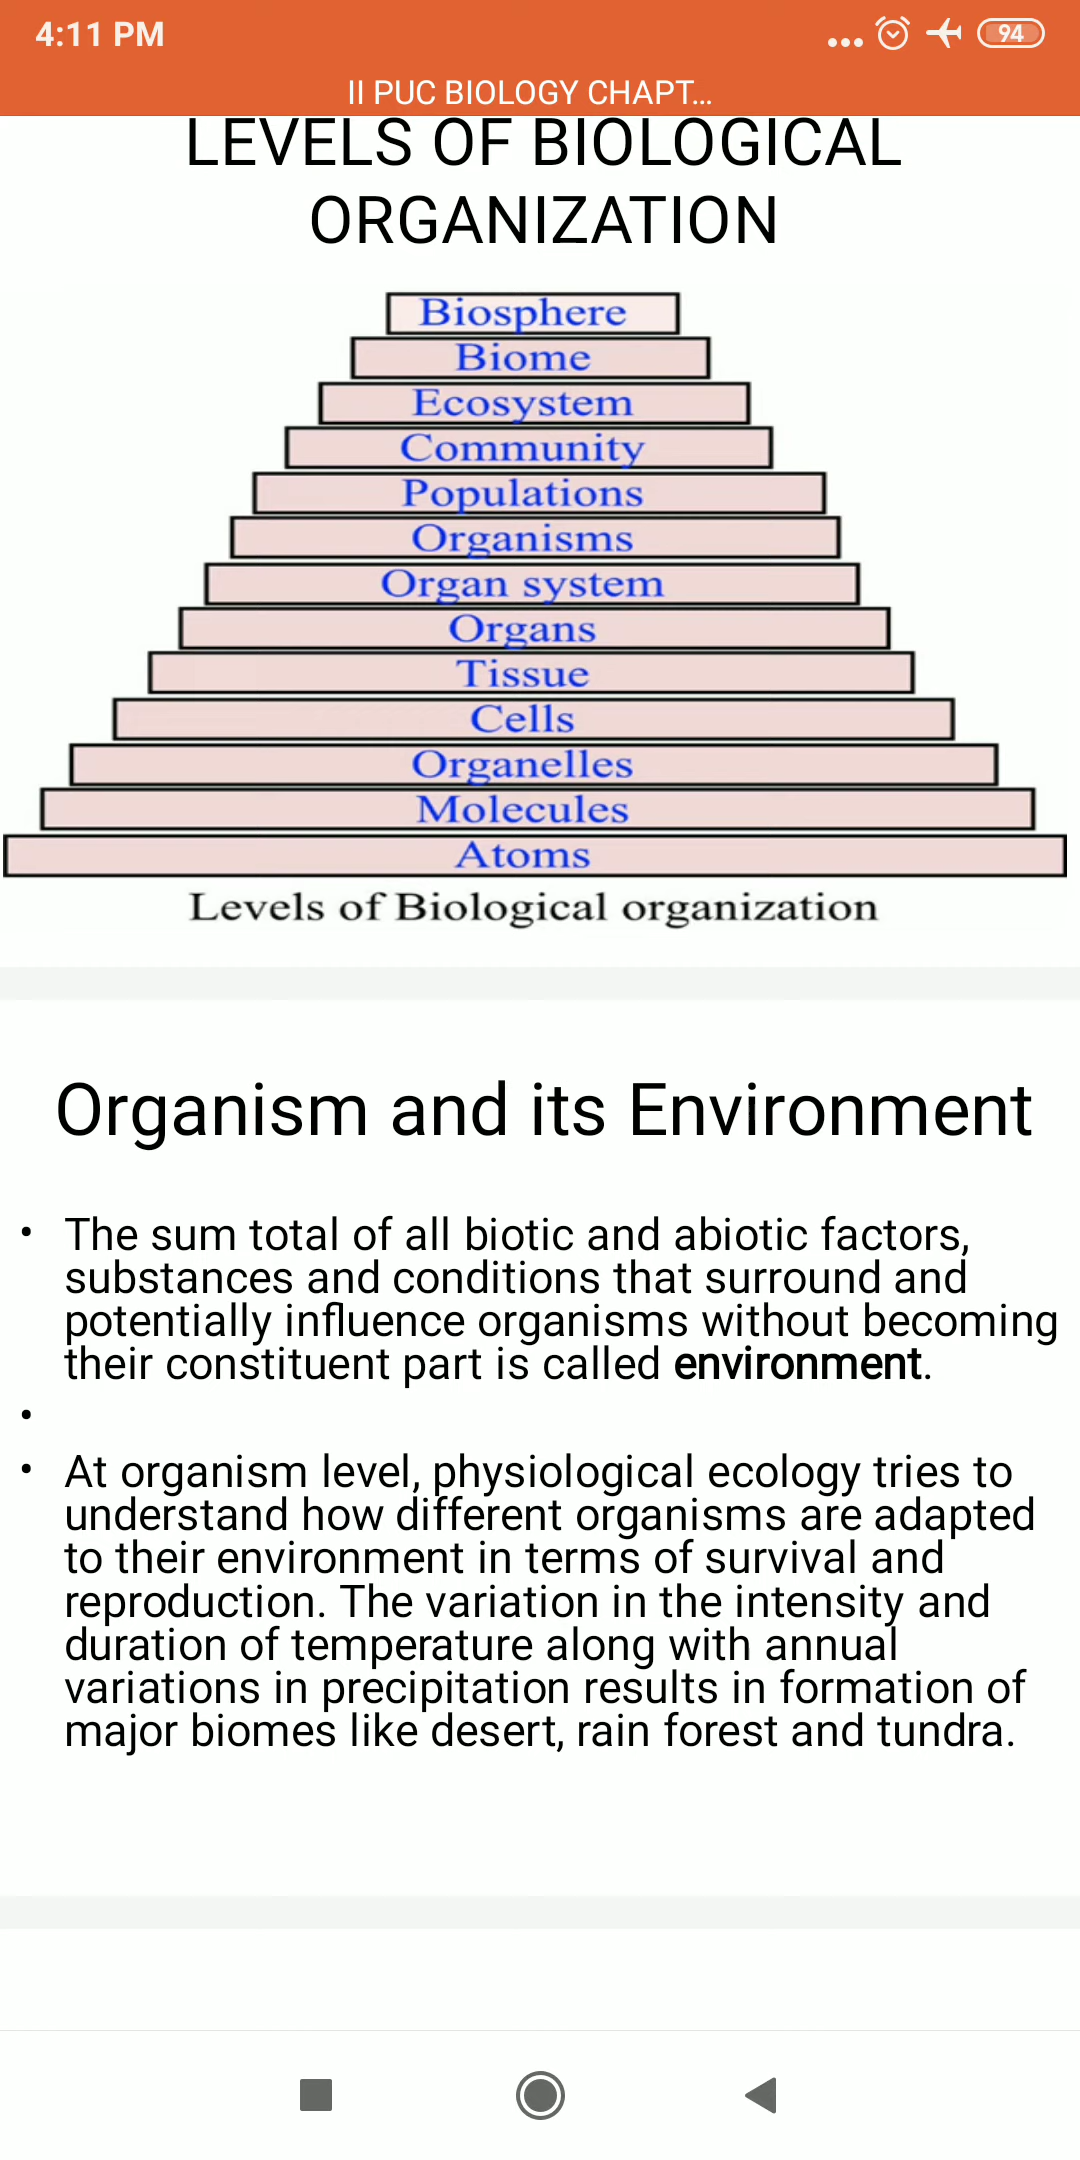 4:11 PM
94
II PUC BIOLOGY CHAPT...
LEVELS OF BIOLOGICAL
ORGANIZATION
Biosphere
Biome
Ecosystem
Community
Populations
Organisms
Organ system
Organs
Tissue
Cells
Organelles
Molecules
Atoms
Levels of Biological organization
Organism and its Environment
• The sum total of all biotic and abiotic factors,
substances and conditions that surround and
potentially influence organisms without becoming
their constituent part is called environment.
•
• At organism level, physiological ecology tries to
understand how different organisms are adapted
to their environment in terms of survival and
reproduction. The variation in the intensity and
duration of temperature along with annual
variations in precipitation results in formation of
major biomes like desert, rain forest and tundra.